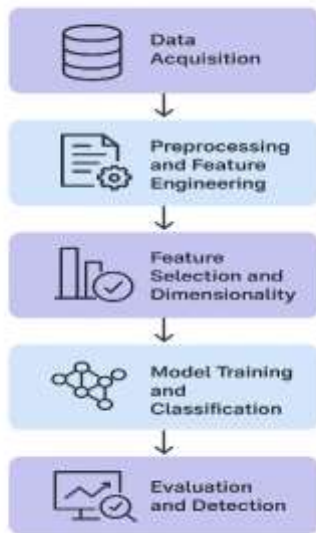 Data
Acquisition
Preprocessing
and Feature
Engineering
Feature
Selection and
Dimensionality
Model Training
and
Classification
Evaluation
and Detection